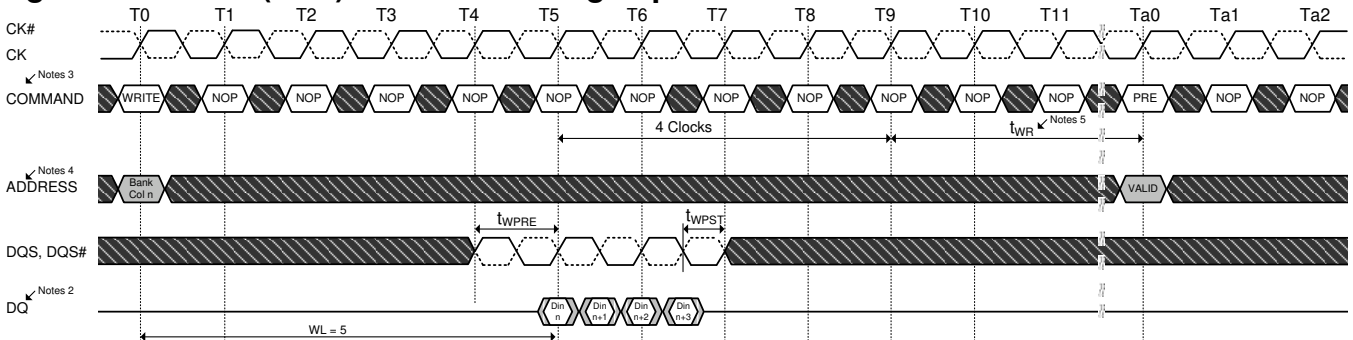 T0 T1 T2 T3 T4 T5 T6 T7 T8 T9 T10 T11 Ta0 Ta1 Ta2
CK#
CK
Notes 3
COMMAND WRITE NOP NOP NOP NOP NOP NOP NOP NOP NOP NOP NOP PRE NOP NOP
4 Clocks tWR Notes 5
Notes 4
ADDRESS Bank Col n VALID
tWPRE tWPST
DQS, DQS#
Notes 2
DQ Din n Din n+1 Din n+2 Din n+3
WL = 5